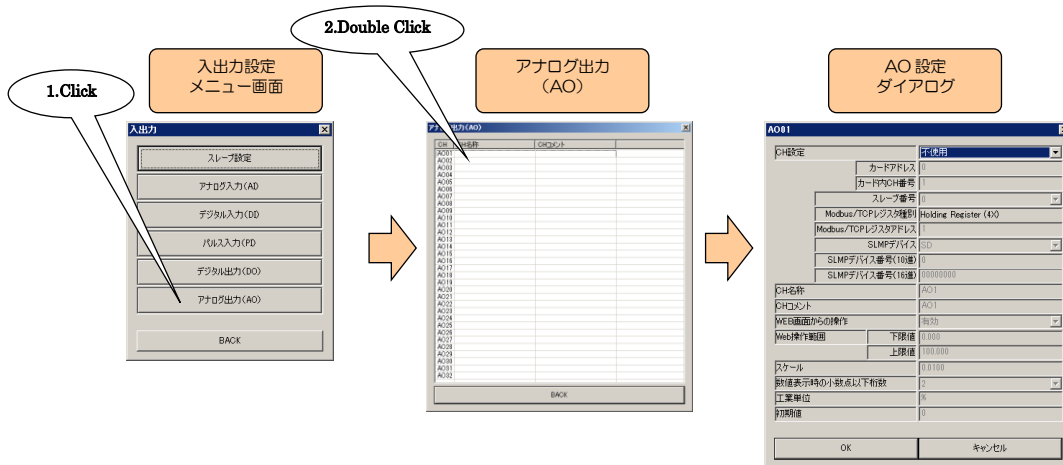 2.Double Click
1.Click
入出力設定
メニュー画面
アナログ出力
(AO)
AO 設定
ダイアログ
入出力
スレーブ設定
アナログ入力(AI)
デジタル入力(DI)
パルス入力(PI)
デジタル出力(DO)
アナログ出力(AO)
BACK
アナログ出力(AO)
CH CH名称 CHコメント
AO01
AO02
AO03
AO04
AO05
AO06
AO07
AO08
AO09
AO10
AO11
AO12
AO13
AO14
AO15
AO16
AO17
AO18
AO19
AO20
AO21
AO22
AO23
AO24
AO25
AO26
AO27
AO28
AO29
AO30
AO31
AO32
BACK
AO01
CH設定 不使用
カードアドレス 0
カード内CH番号 1
スレーブ番号 0
Modbus/TCPレジスタ種別 Holding Register (4X)
Modbus/TCPレジスタアドレス 1
SLMPデバイス SD
SLMPデバイス番号(10進) 0
SLMPデバイス番号(16進) 00000000
CH名称 AO1
CHコメント AO1
WEB画面からの操作 有効
Web操作範囲 下限値 0.000
上限値 100.000
スケール 0.0100
数値表示時の小数点以下桁数 2
工業単位 %
初期値 0
OK キャンセル